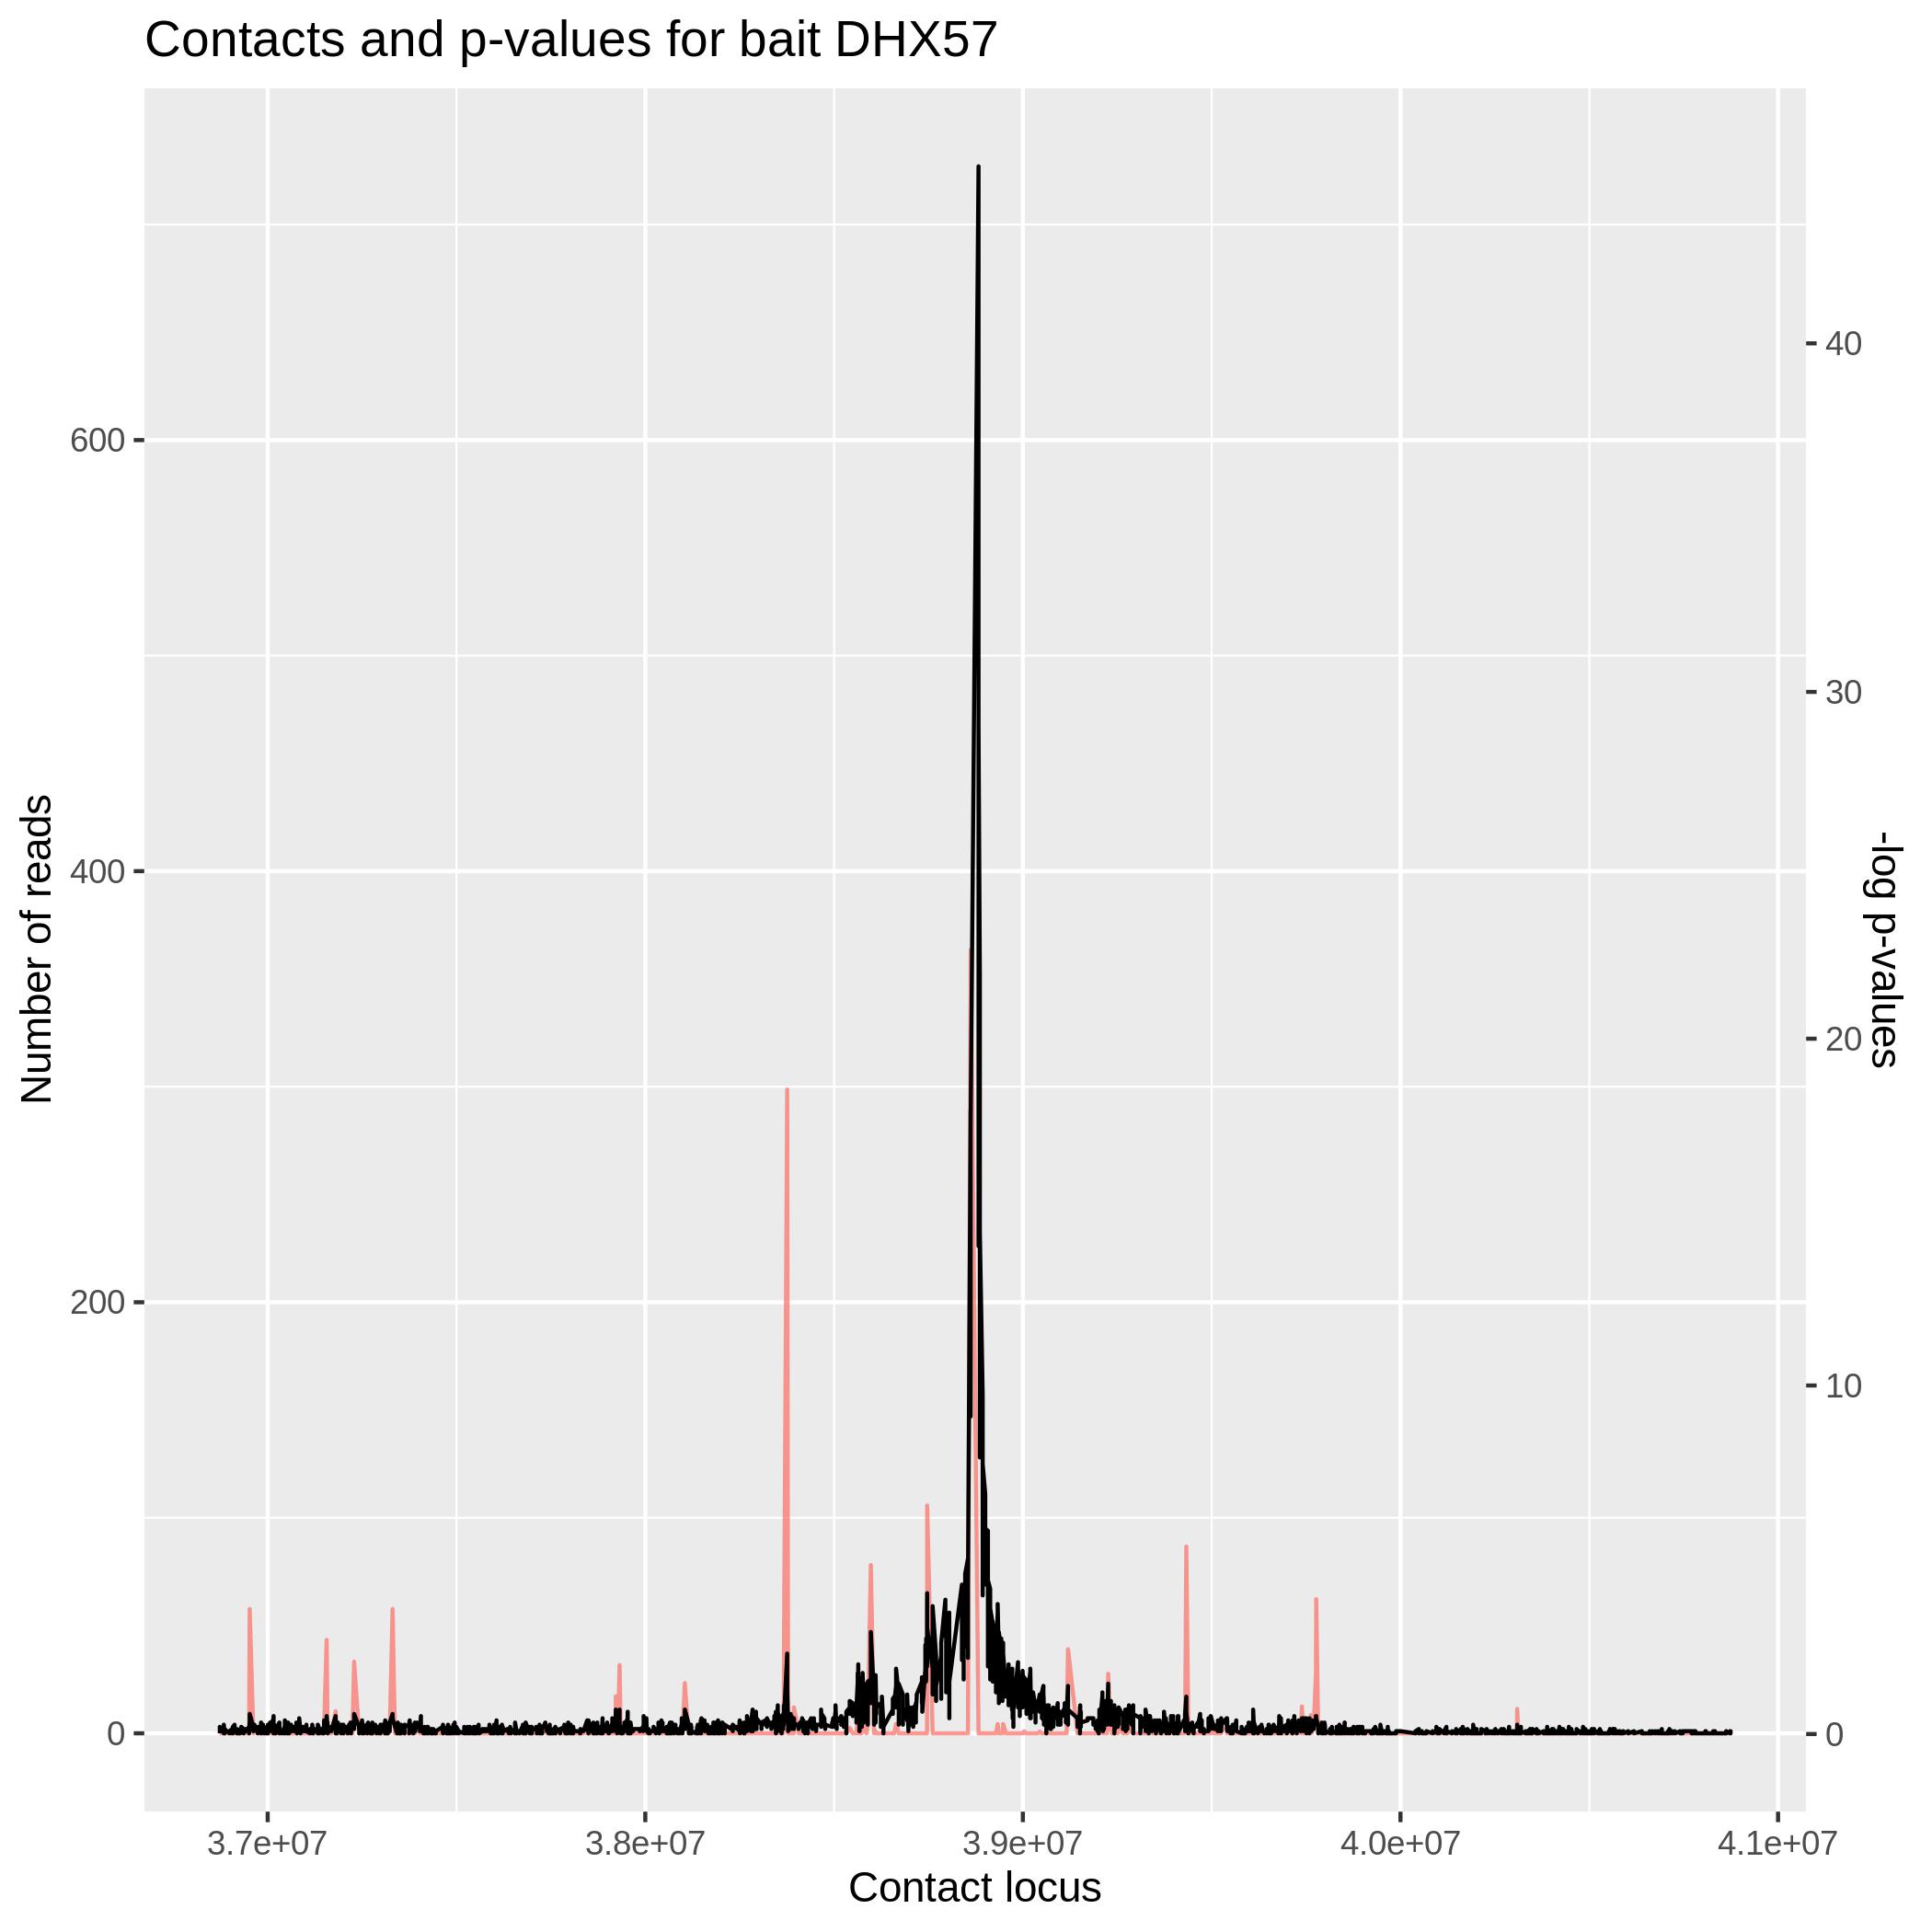 Contacts and p-values for bait DHX57
Number of reads
600
400
200
0
40
30
20
10
0
-log p-values
3.7e+07 3.8e+07 3.9e+07 4.0e+07 4.1e+07
Contact locus